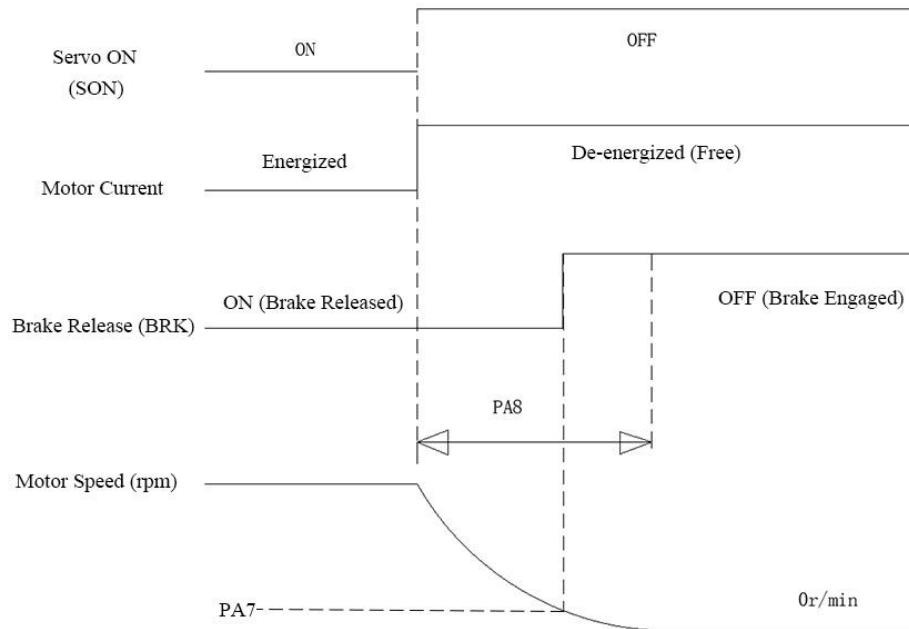 ON
OFF
Servo ON
(SON)
Energized
De-energized (Free)
Motor Current
ON (Brake Released)
OFF (Brake Engaged)
Brake Release (BRK)
PA8
Motor Speed (rpm)
0r/min
PA7